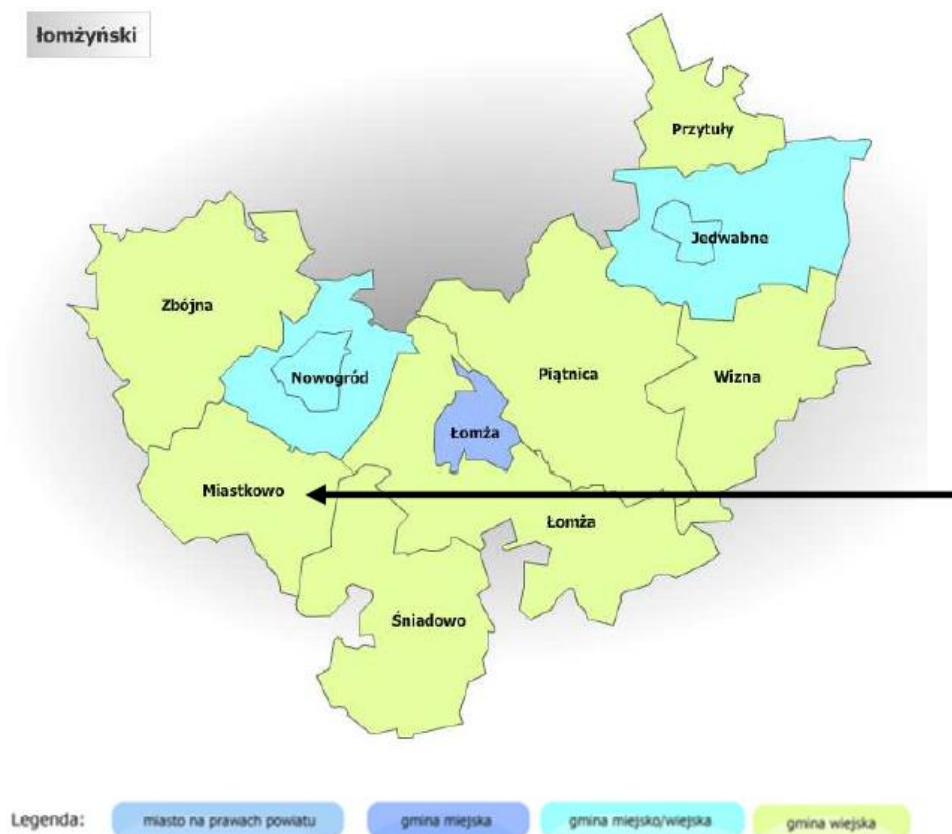 łomżyński
Przytuły
Jedwabne
Zbójna
Nowogród
Piątnica
Wizna
Łomża
Miastkowo
Łomża
Śniadowo
Legenda:
miasto na prawach powiatu
gmina miejska
gmina miejsko/wiejska
gmina wiejska